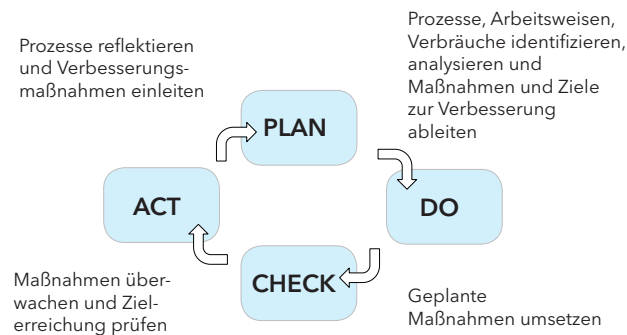 Prozesse reflektieren
und Verbesserungs-
maßnahmen einleiten
Prozesse, Arbeitsweisen,
Verbräuche identifizieren,
analysieren und
Maßnahmen und Ziele
zur Verbesserung
ableiten
PLAN
ACT
DO
CHECK
Maßnahmen über-
wachen und Ziel-
erreichung prüfen
Geplante
Maßnahmen umsetzen